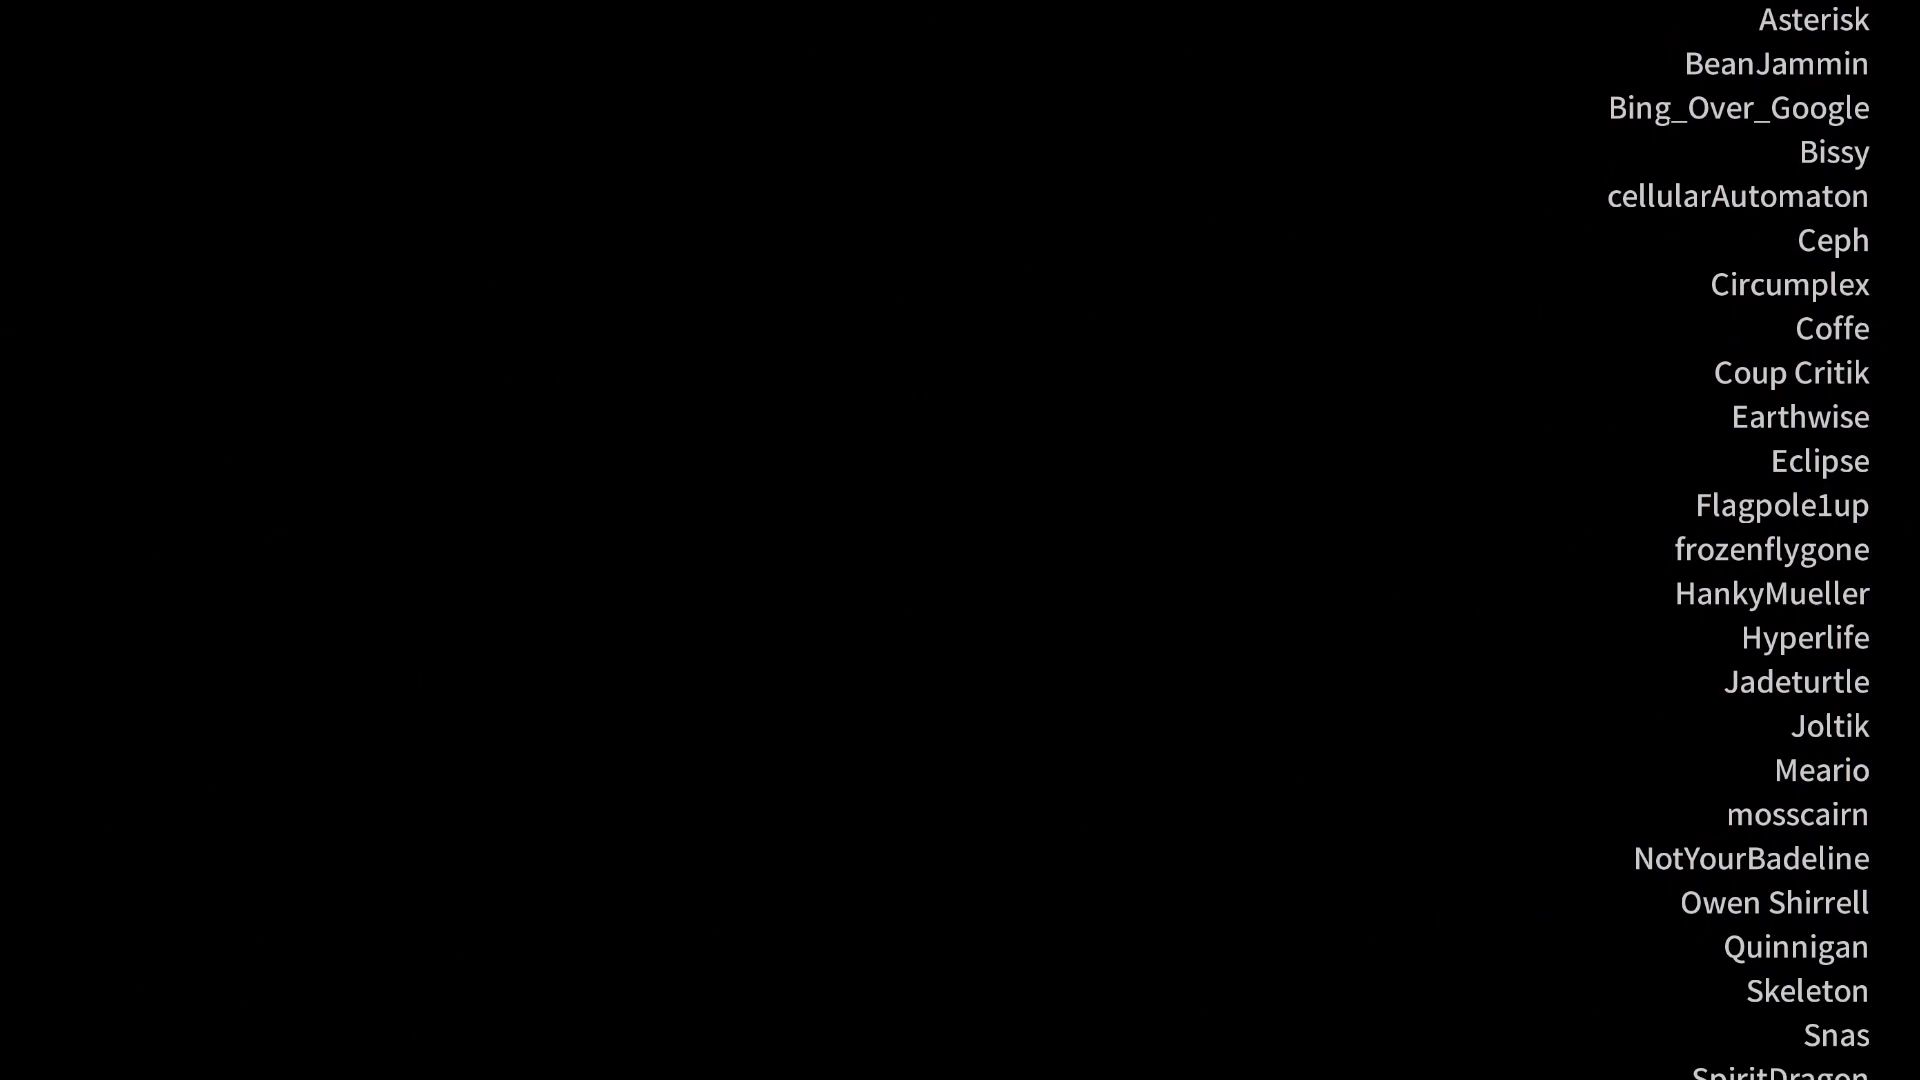 Asterisk
BeanJammin
Bing_Over_Google
Bissy
cellularAutomaton
Ceph
Circumplex
Coffe
Coup Critik
Earthwise
Eclipse
Flagpole1up
frozenflygone
HankyMueller
Hyperlife
Jadeturtle
Joltik
Meario
mosscairn
NotYourBadeline
Owen Shirrell
Quinnigan
Skeleton
Snas
SpiritDragon